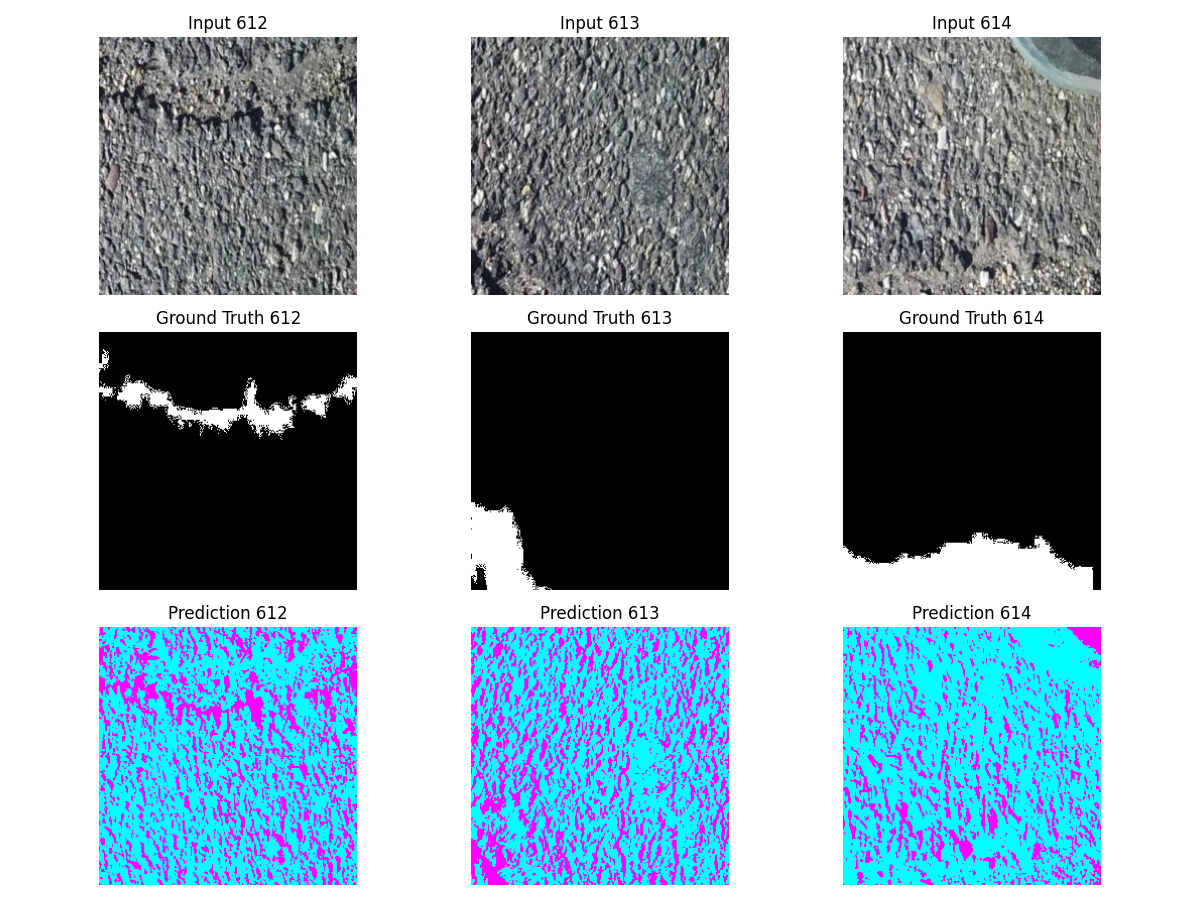 Input 612
Input 613
Input 614
Ground Truth 612
Ground Truth 613
Ground Truth 614
Prediction 612
Prediction 613
Prediction 614